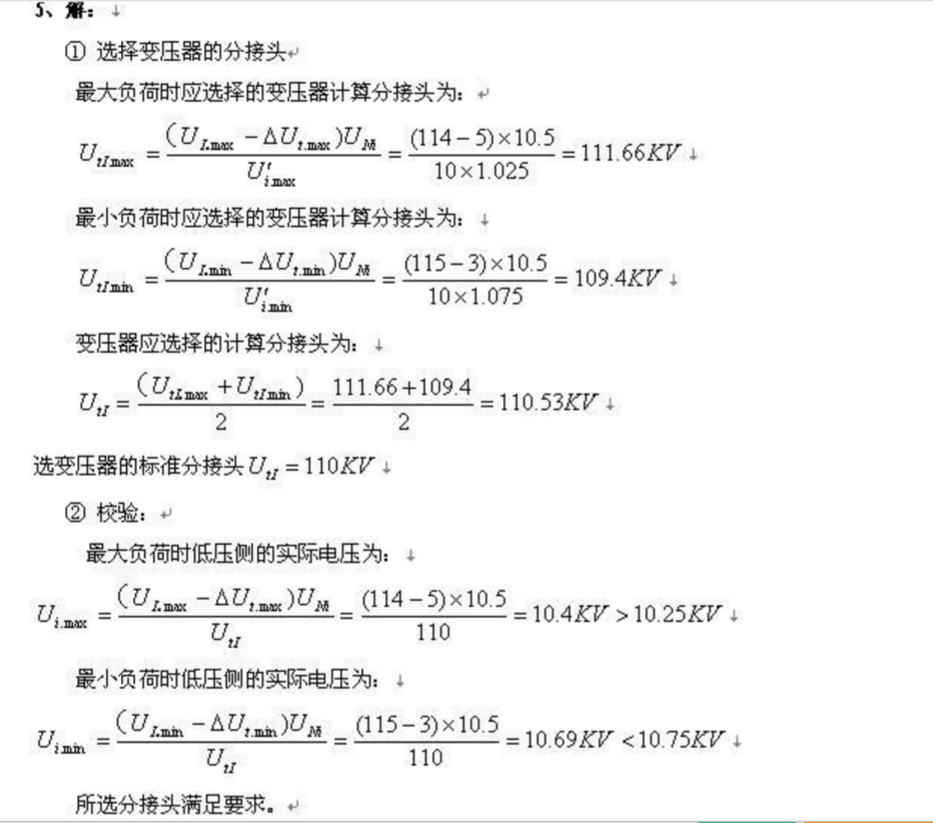 5、解：↓
① 选择变压器的分接头↵
最大负荷时应选择的变压器计算分接头为：↵
U_{tI\max} = \frac{(U_{I.\max} - ΔU_{t.\max})U_{Ni}}{U'_{i.\max}} = \frac{(114-5)×10.5}{10×1.025} = 111.66KV ↓
最小负荷时应选择的变压器计算分接头为：↓
U_{tI\min} = \frac{(U_{I.\min} - ΔU_{t.\min})U_{Ni}}{U'_{i.\min}} = \frac{(115-3)×10.5}{10×1.075} = 109.4KV ↓
变压器应选择的计算分接头为：↓
U_{tI} = \frac{(U_{tI.\max} + U_{tI\min})}{2} = \frac{111.66+109.4}{2} = 110.53KV ↓
选变压器的标准分接头 U_{tI} = 110KV ↓
② 校验：↵
最大负荷时低压侧的实际电压为：↓
U_{i.\max} = \frac{(U_{I.\max} - ΔU_{t.\max})U_{Ni}}{U_{tI}} = \frac{(114-5)×10.5}{110} = 10.4KV > 10.25KV ↓
最小负荷时低压侧的实际电压为：↓
U_{i.\min} = \frac{(U_{I.\min} - ΔU_{t.\min})U_{Ni}}{U_{tI}} = \frac{(115-3)×10.5}{110} = 10.69KV < 10.75KV ↓
所选分接头满足要求。↵